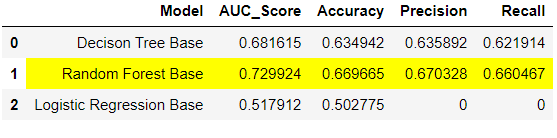 Model AUC_Score Accuracy Precision Recall
0 Decison Tree Base 0.681615 0.634942 0.635892 0.621914
1 Random Forest Base 0.729924 0.669665 0.670328 0.660467
2 Logistic Regression Base 0.517912 0.502775 0 0